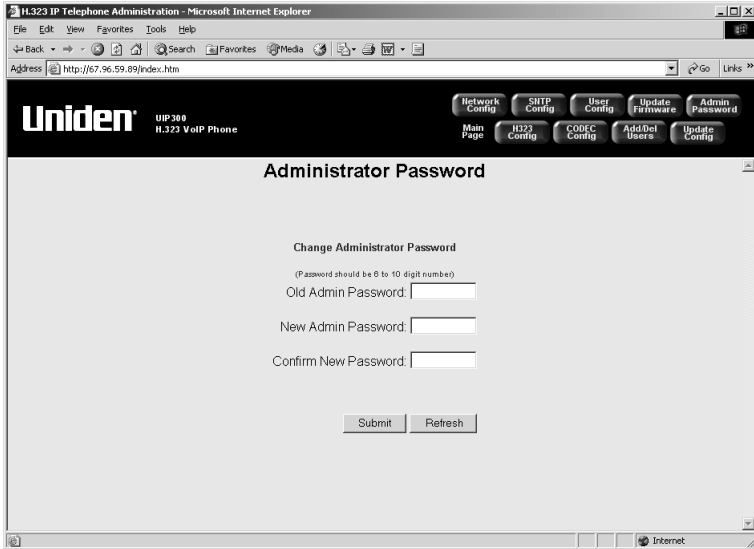 H.323 IP Telephone Administration - Microsoft Internet Explorer
File Edit View Favorites Tools Help
Back Search Favorites Media
Address http://67.96.59.89/index.htm Go Links »
Uniden
UIP300
H.323 VoIP Phone
Network Config SNTP Config User Config Update Firmware Admin Password
Main Page H323 Config CODEC Config Add/Del Users Update Config
Administrator Password
Change Administrator Password
(Password should be 6 to 10 digit number)
Old Admin Password:
New Admin Password:
Confirm New Password:
Submit Refresh
Internet